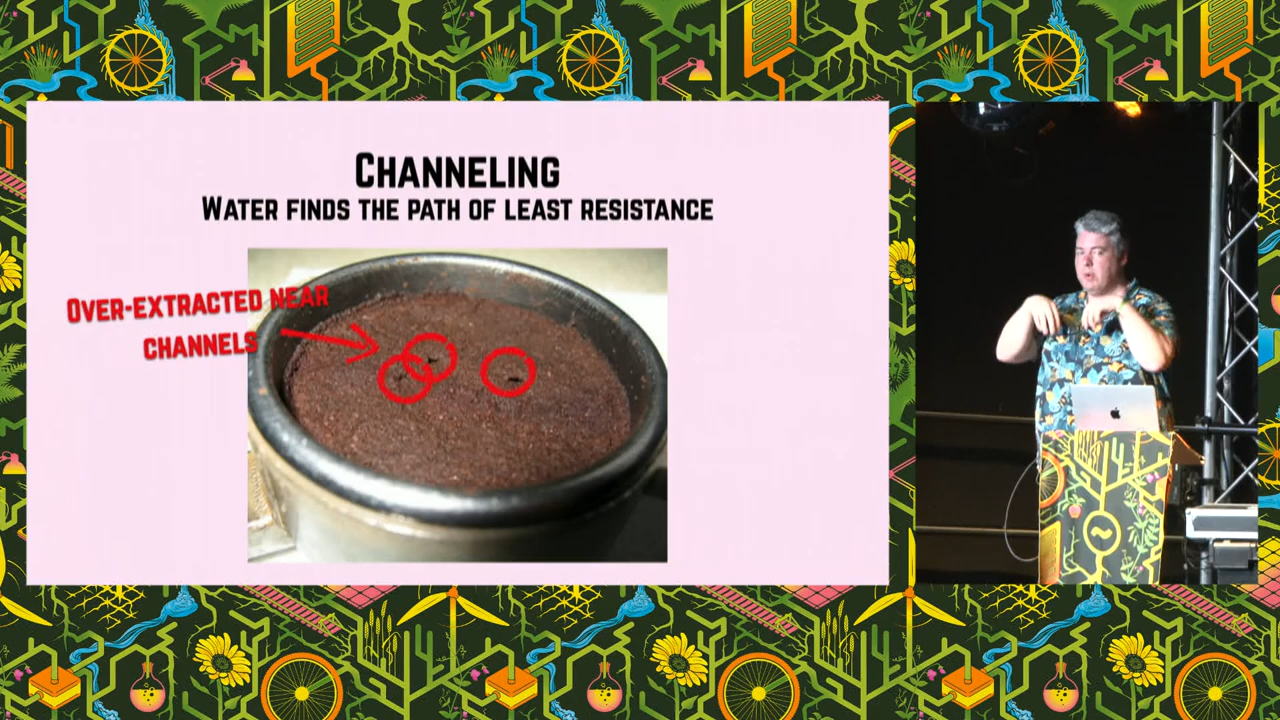 Channeling
Water finds the path of least resistance
Over-extracted near
channels